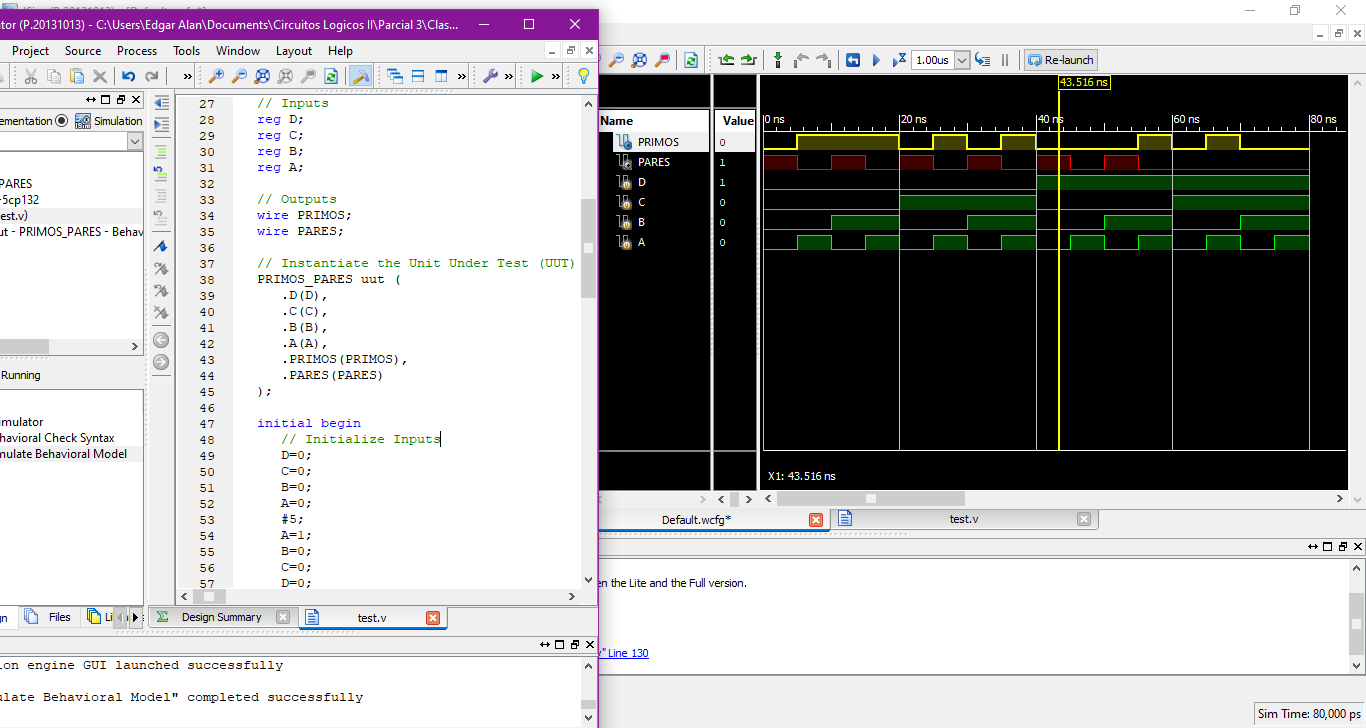 ator (P.20131013) - C:\Users\Edgar Alan\Documents\Circuitos Logicos II\Parcial 3\Clas...
Project Source Process Tools Window Layout Help
»
»
»
»
ementation Simulation
PARES
-5cp132
est.v)
ut - PRIMOS_PARES - Behav
Running
imulator
havioral Check Syntax
mulate Behavioral Model
27 // Inputs
28 reg D;
29 reg C;
30 reg B;
31 reg A;
32
33 // Outputs
34 wire PRIMOS;
35 wire PARES;
36
37 // Instantiate the Unit Under Test (UUT)
38 PRIMOS_PARES uut (
39 .D(D),
40 .C(C),
41 .B(B),
42 .A(A),
43 .PRIMOS(PRIMOS),
44 .PARES(PARES)
45 );
46
47 initial begin
48 // Initialize Inputs
49 D=0;
50 C=0;
51 B=0;
52 A=0;
53 #5;
54 A=1;
55 B=0;
56 C=0;
57 D=0;
gn Files Li
Design Summary test.v
ion engine GUI launched successfully
ulate Behavioral Model" completed successfully
1.00us Re-launch
43.516 ns
Name Value
0 ns 20 ns 40 ns 60 ns 80 ns
PRIMOS 0
PARES 1
D 1
C 0
B 0
A 0
X1: 43.516 ns
Default.wcfg* test.v
en the Lite and the Full version.
v" Line 130
Sim Time: 80,000 ps